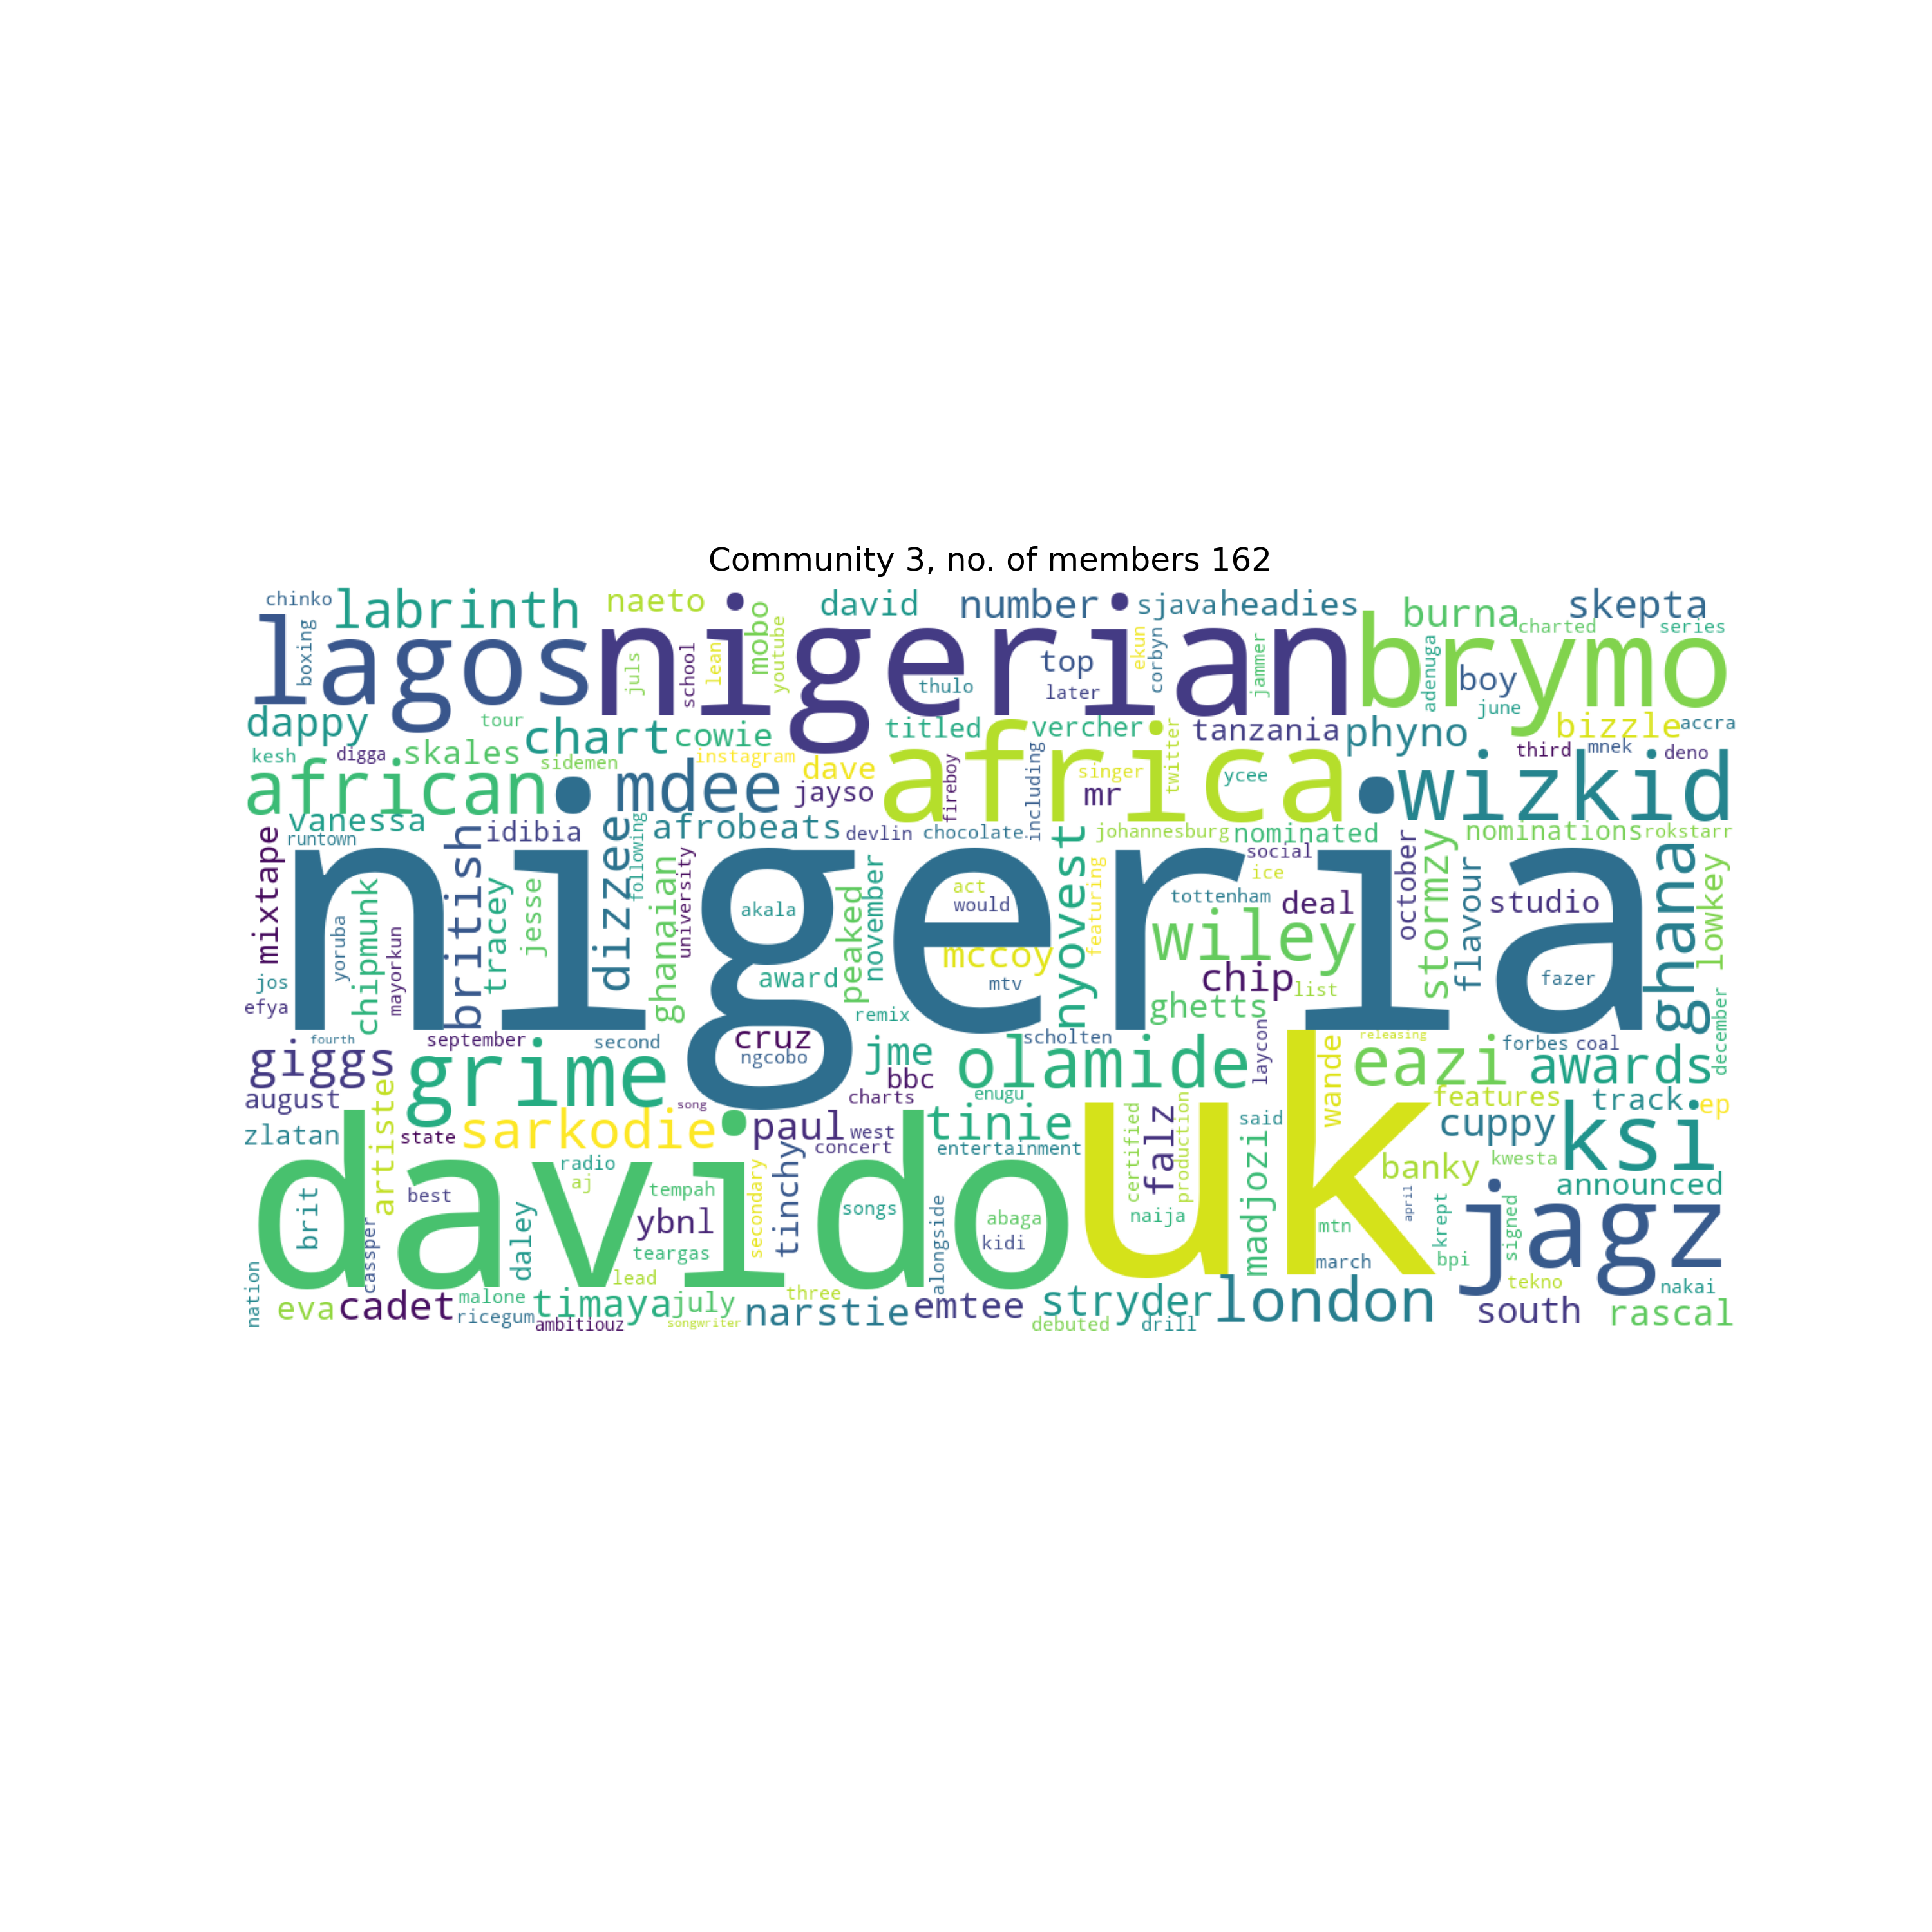 Community 3, no. of members 162
chinko labrinth naeto mobo david number sjava headies burna skepta
boxing lagos nigerian brymo charted series
juls school lean youtube thulo top later ekun corbyn jammer adenuga boy june
dappy tour chart cowie titled vercher twitter tanzania phyno bizzle accra
kesh digga skales sidemen instagram dave africa singer ycee third mnek deno
african mdee jayso fireboy including mr wizkid
vanessa idibia dizzee afrobeats devlin chocolate johannesburg nominated nominations rokstarr
runtown mixtape british following nigeria social stormzy ghana
chipmunk tracey jesse ghanaian university peaked november act would nyovest featuring ice tottenham deal october flavour studio lowkey
yoruba mayorkun akala mccoy wiley
jos award mtv chip list fazer
efya remix ghetts december
fourth september second cruz ngcobo scholten laycon releasing
giggs grime jme olamide uk wande eazi forbes coal awards
august artiste bbc charts enugu features track ep
zlatan state sarkodie song paul west concert tinie entertainment certified falz production said cuppy ksi
davido radio aj tempah secondary tinchy banky kwesta announced
brit cassper best daley ybnl songs alongside abaga naija madjozi mtn april krept signed jagz
teargas kidi march bpi
nation lead tekno nakai
eva cadet malone ricegum ambitiouz timaya july songwriter three narstie emtee stryder debuted drill london south rascal